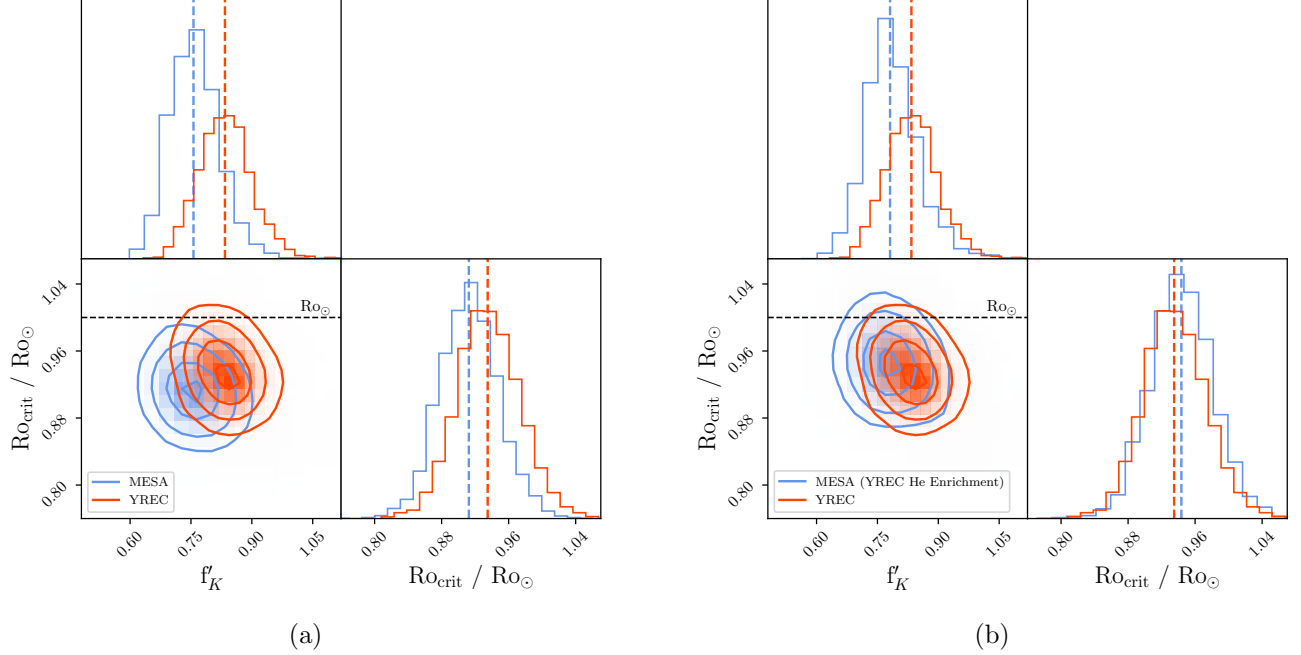 1.04
0.96
0.88
0.80
Ro_crit / Ro_⊙
Ro_⊙
MESA
YREC
0.60 0.75 0.90 1.05
f′_K
0.80 0.88 0.96 1.04
Ro_crit / Ro_⊙
(a)
1.04
0.96
0.88
0.80
Ro_crit / Ro_⊙
Ro_⊙
MESA (YREC He Enrichment)
YREC
0.60 0.75 0.90 1.05
f′_K
0.80 0.88 0.96 1.04
Ro_crit / Ro_⊙
(b)